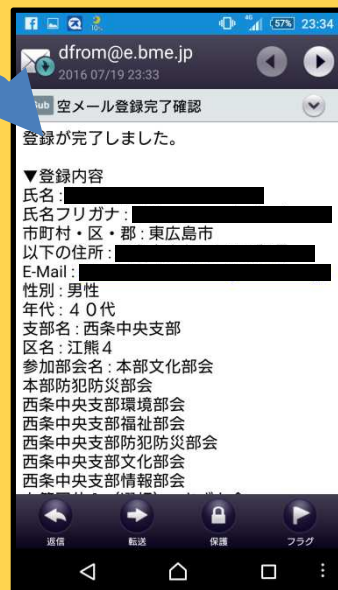 4G 57% 23:34
dfrom@e.bme.jp
2016/07/19 23:33
Sub 空メール登録完了確認
登録が完了しました。
▼登録内容
氏名 :
氏名フリガナ :
市町村・区・郡 : 東広島市
以下の住所 :
E-Mail :
性別 : 男性
年代 : 40代
支部名 : 西条中央支部
区名 : 江熊4
参加部会名 : 本部文化部会
本部防犯防災部会
西条中央支部環境部会
西条中央支部福祉部会
西条中央支部防犯防災部会
西条中央支部文化部会
西条中央支部情報部会
返信 転送 保護 フラグ